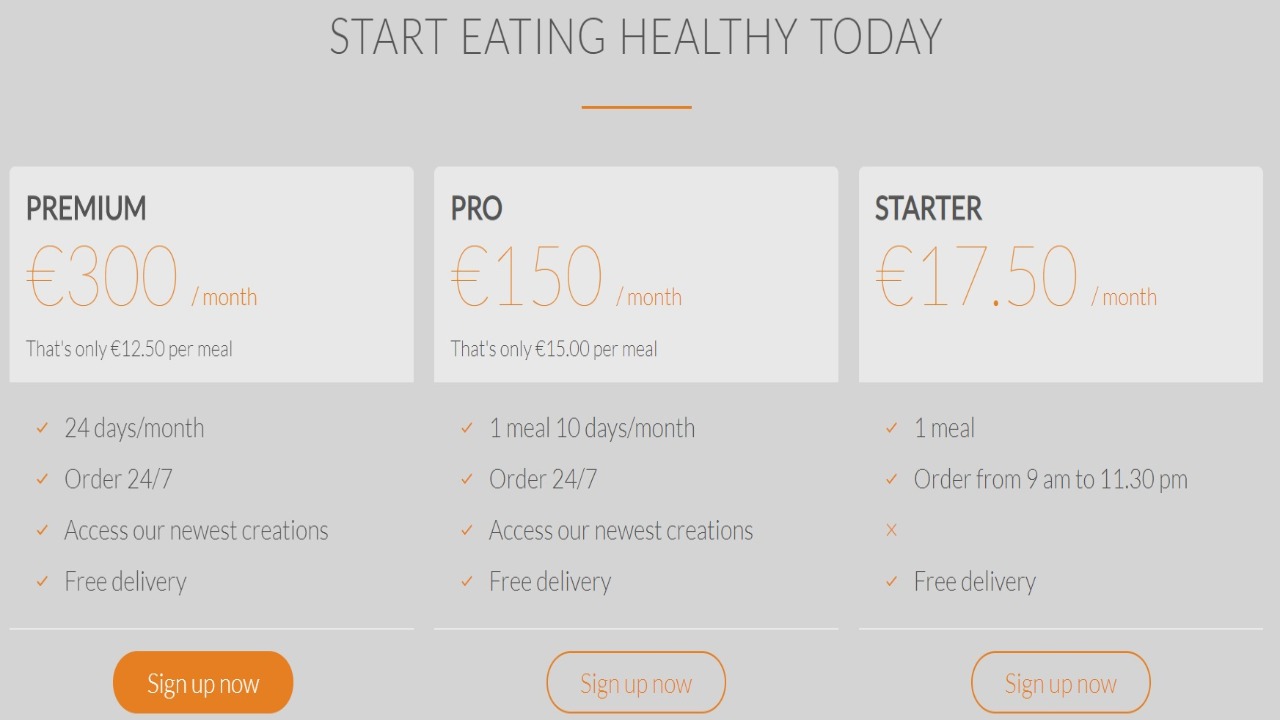 START EATING HEALTHY TODAY
PREMIUM
€300 / month
That's only €12.50 per meal
24 days/month
Order 24/7
Access our newest creations
Free delivery
Sign up now
PRO
€150 / month
That's only €15.00 per meal
1 meal 10 days/month
Order 24/7
Access our newest creations
Free delivery
Sign up now
STARTER
€17.50 / month
1 meal
Order from 9 am to 11.30 pm
Free delivery
Sign up now